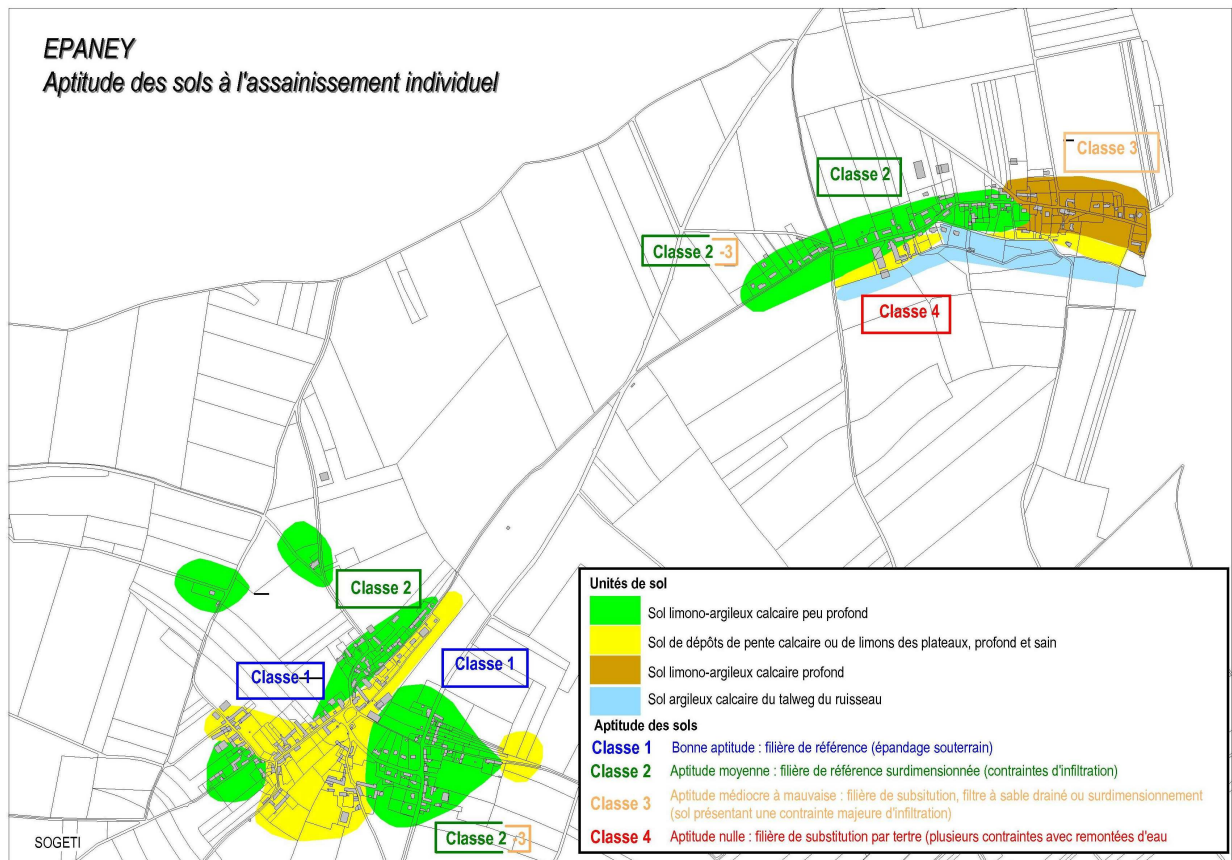 EPANEY
Aptitude des sols à l'assainissement individuel
Classe 3
Classe 2
Classe 2 -3
Classe 4
Classe 2
Classe 1
Classe 1
Classe 2 -3
SOGETI
Unités de sol
Sol limono-argileux calcaire peu profond
Sol de dépôts de pente calcaire ou de limons des plateaux, profond et sain
Sol limono-argileux calcaire profond
Sol argileux calcaire du talweg du ruisseau
Aptitude des sols
Classe 1 Bonne aptitude : filière de référence (épandage souterrain)
Classe 2 Aptitude moyenne : filière de référence surdimensionnée (contraintes d'infiltration)
Classe 3 Aptitude médiocre à mauvaise : filière de subsitution, filtre à sable drainé ou surdimensionnement
(sol présentant une contrainte majeure d'infiltration)
Classe 4 Aptitude nulle : filière de substitution par tertre (plusieurs contraintes avec remontées d'eau